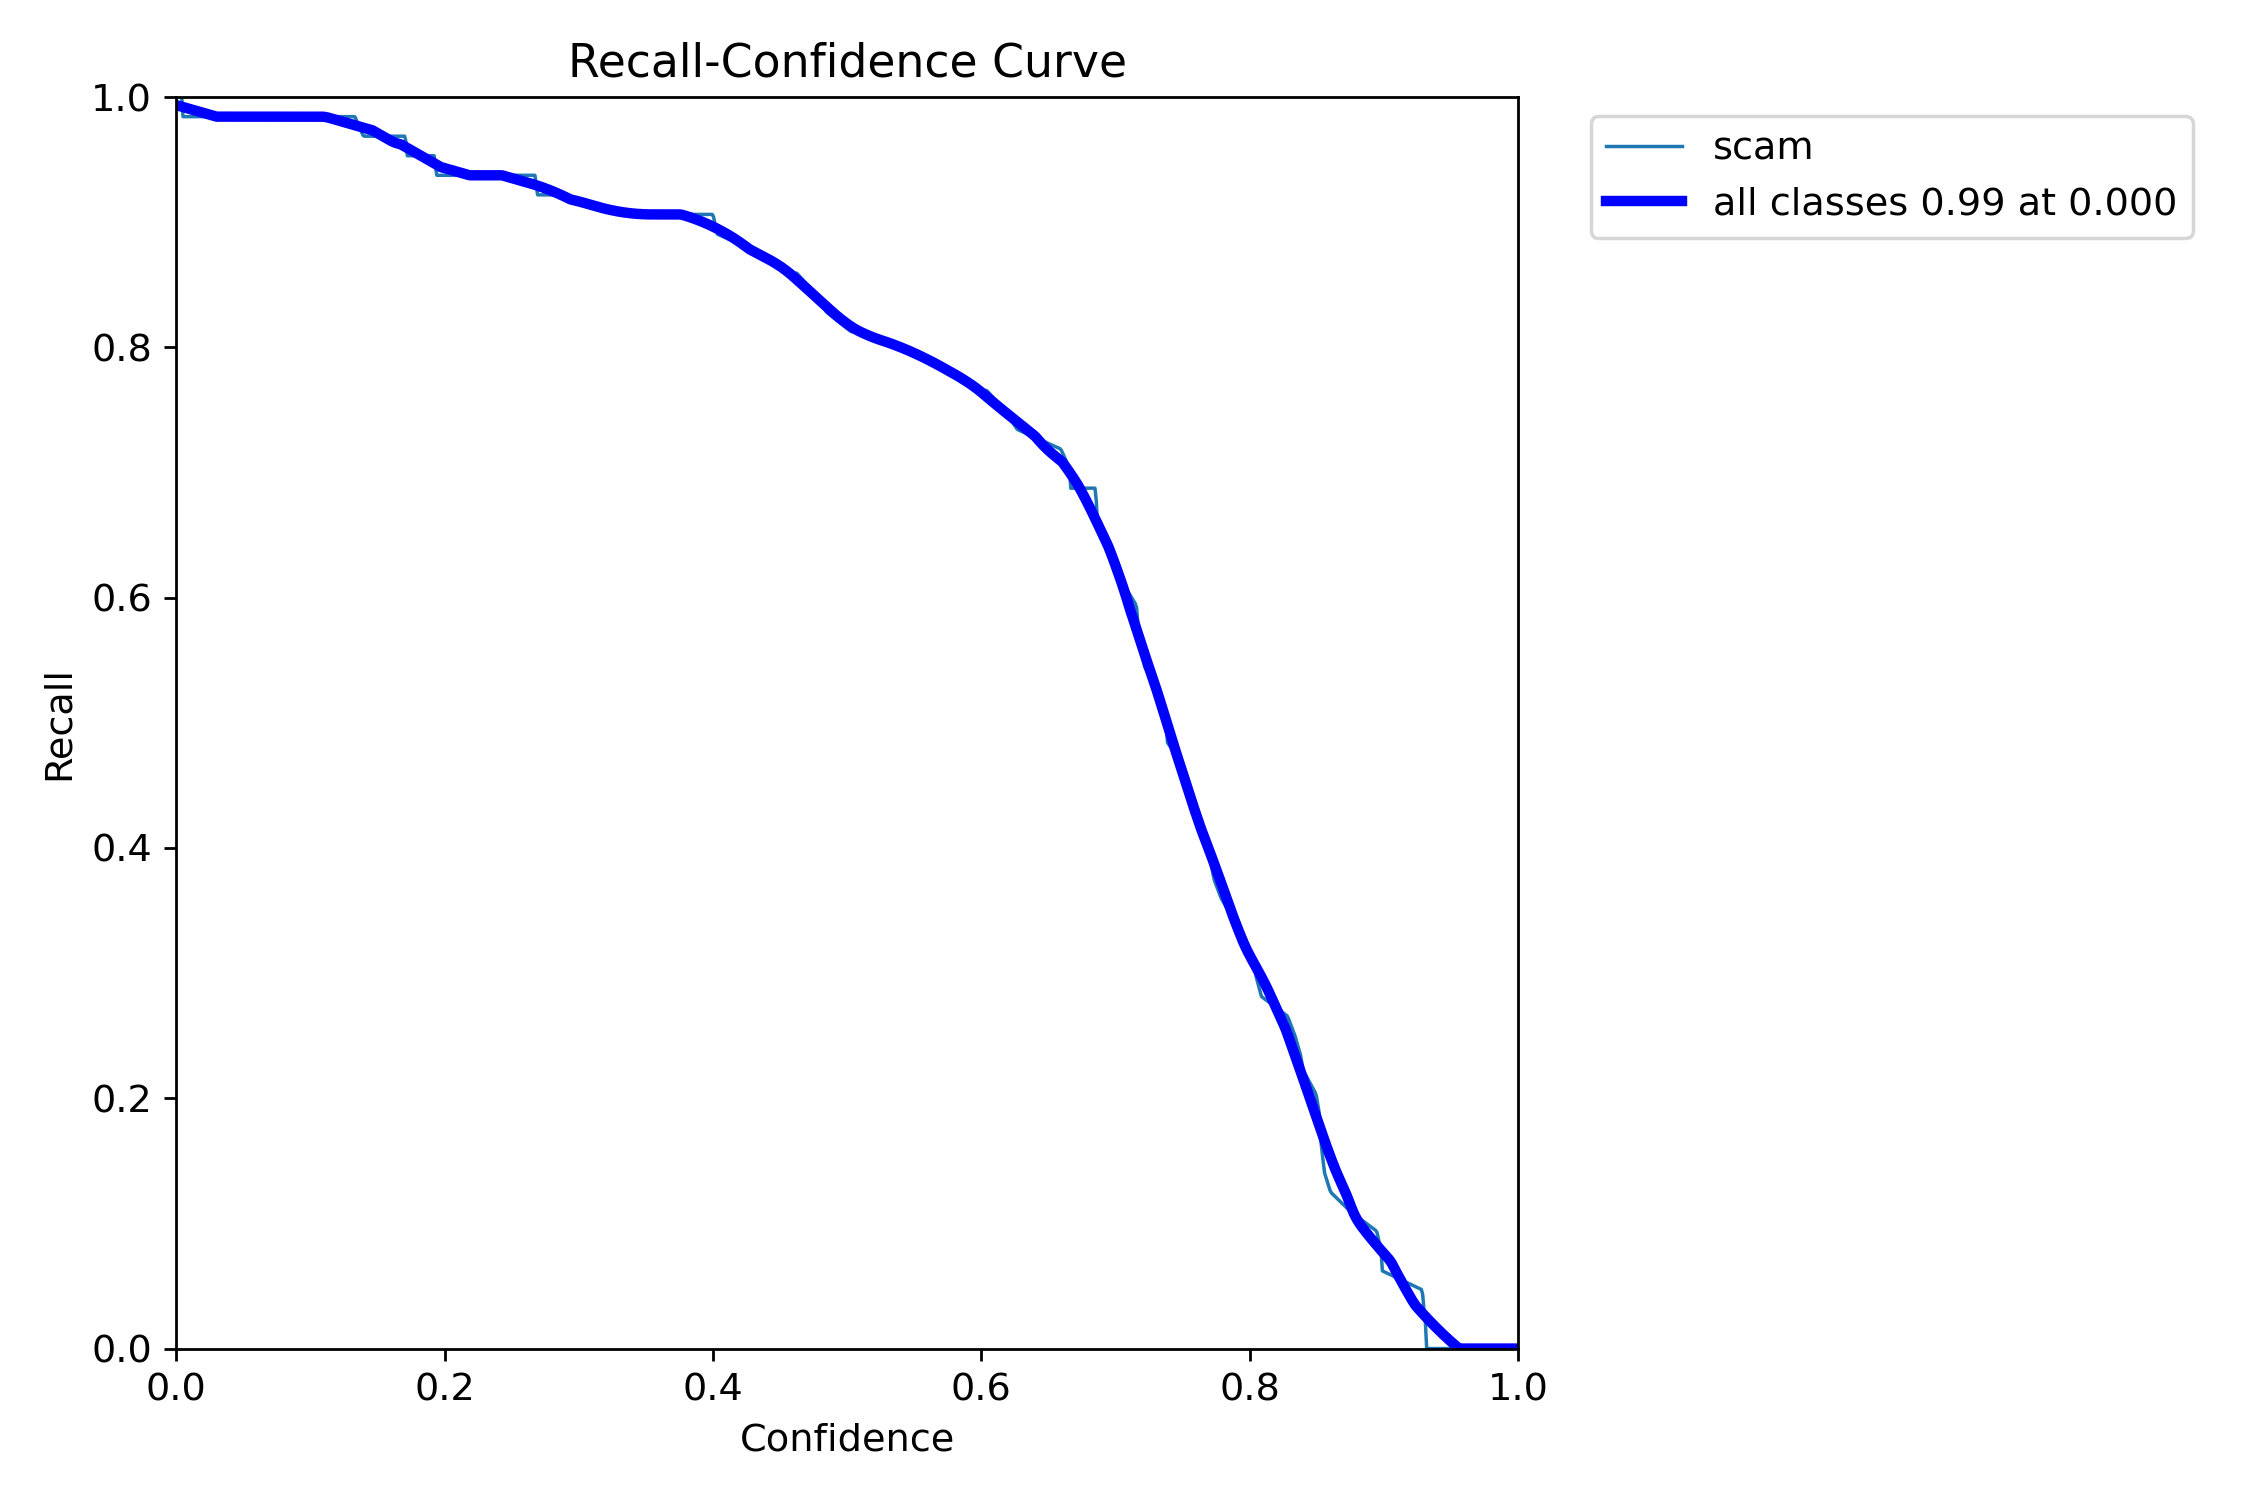 Recall-Confidence Curve
scam
all classes 0.99 at 0.000
1.0
0.8
0.6
0.4
0.2
0.0
Recall
0.0 0.2 0.4 0.6 0.8 1.0
Confidence